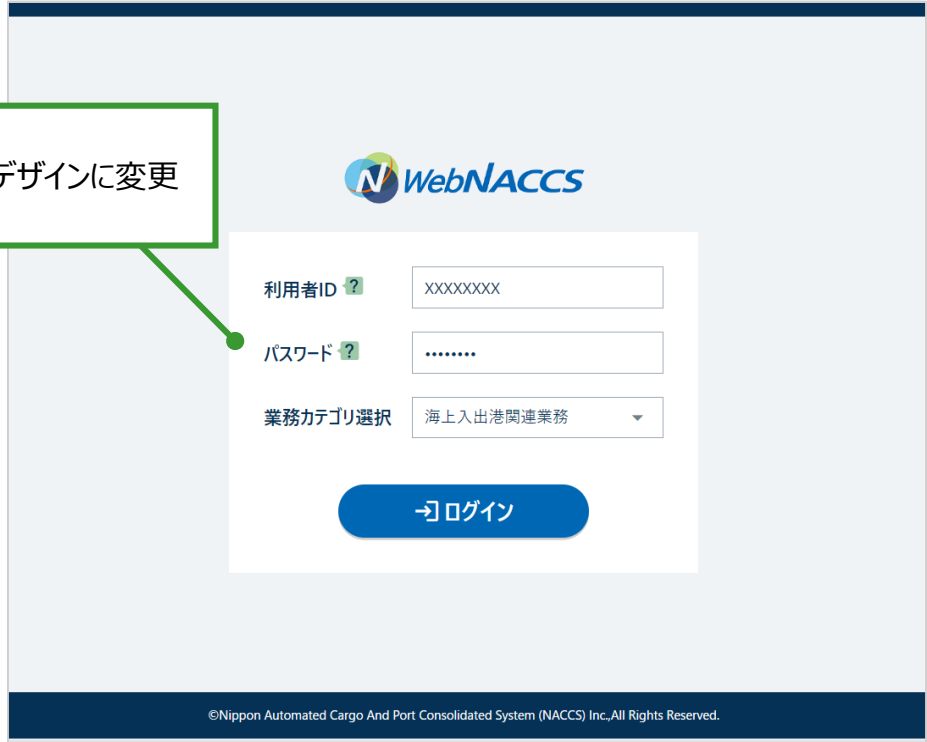 デザインに変更
N WebNACCS
利用者ID ?
XXXXXXXX
パスワード ?
••••••••
業務カテゴリ選択
海上入出港関連業務
ログイン
©Nippon Automated Cargo And Port Consolidated System (NACCS) Inc.,All Rights Reserved.